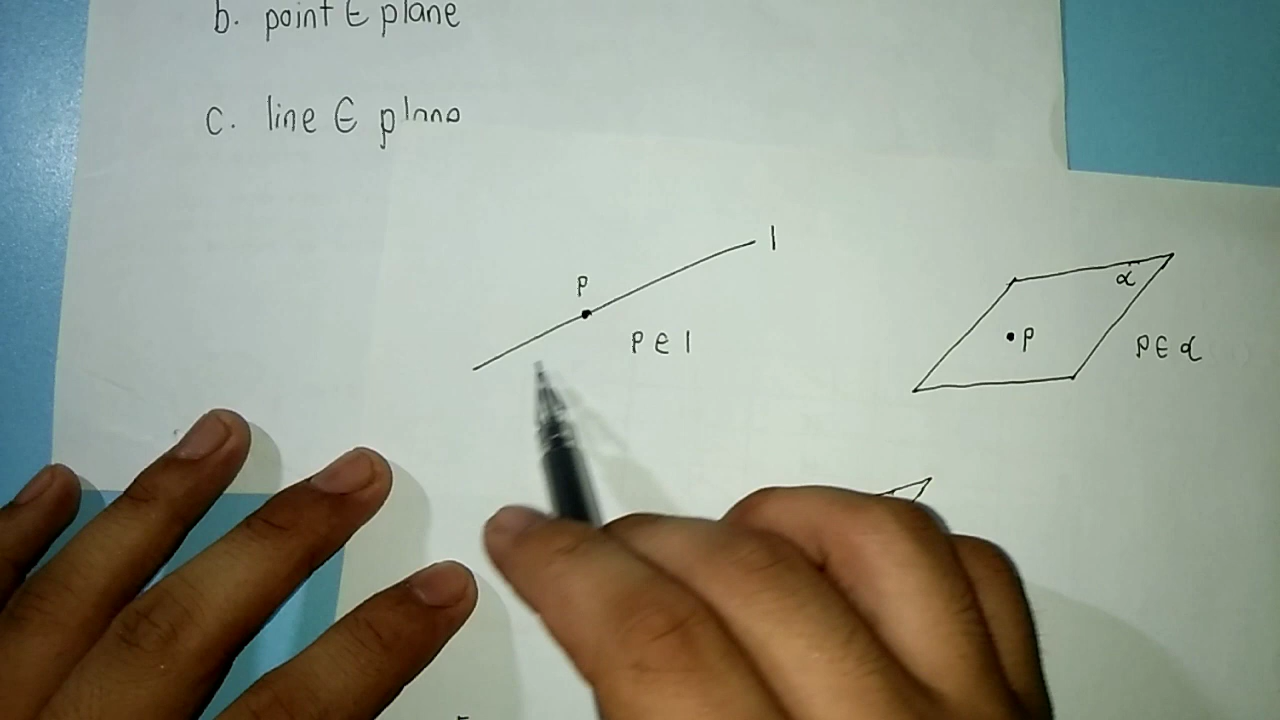 b. point ∈ plane
c. line ∈ plane
P
l
P ∈ l
α
P
P ∈ α